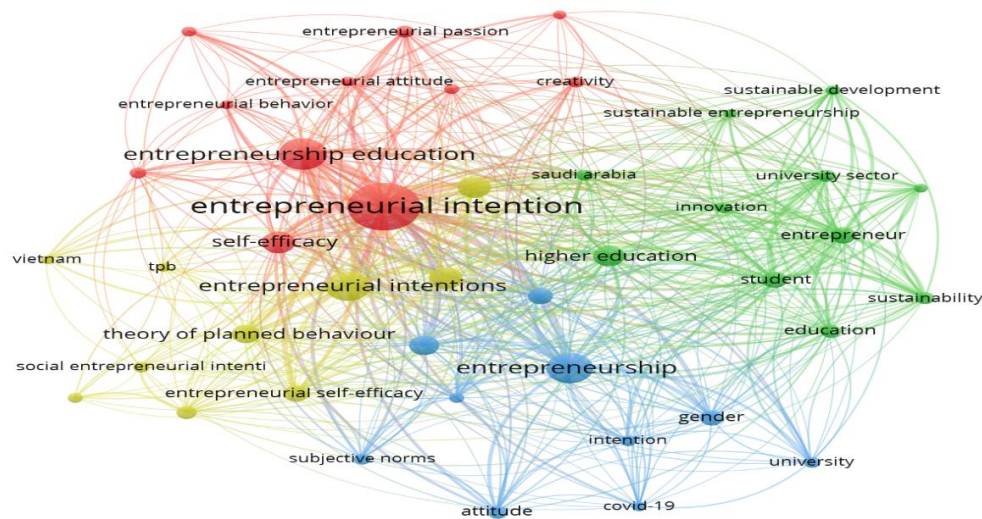 entrepreneurial passion
entrepreneurial attitude
creativity
sustainable development
entrepreneurial behavior
sustainable entrepreneurship
entrepreneurship education
saudi arabia
university sector
entrepreneurial intention
innovation
self-efficacy
entrepreneur
higher education
vietnam
tpb
entrepreneurial intentions
student
sustainability
theory of planned behaviour
education
social entrepreneurial intenti
entrepreneurship
entrepreneurial self-efficacy
gender
intention
subjective norms
university
attitude
covid-19